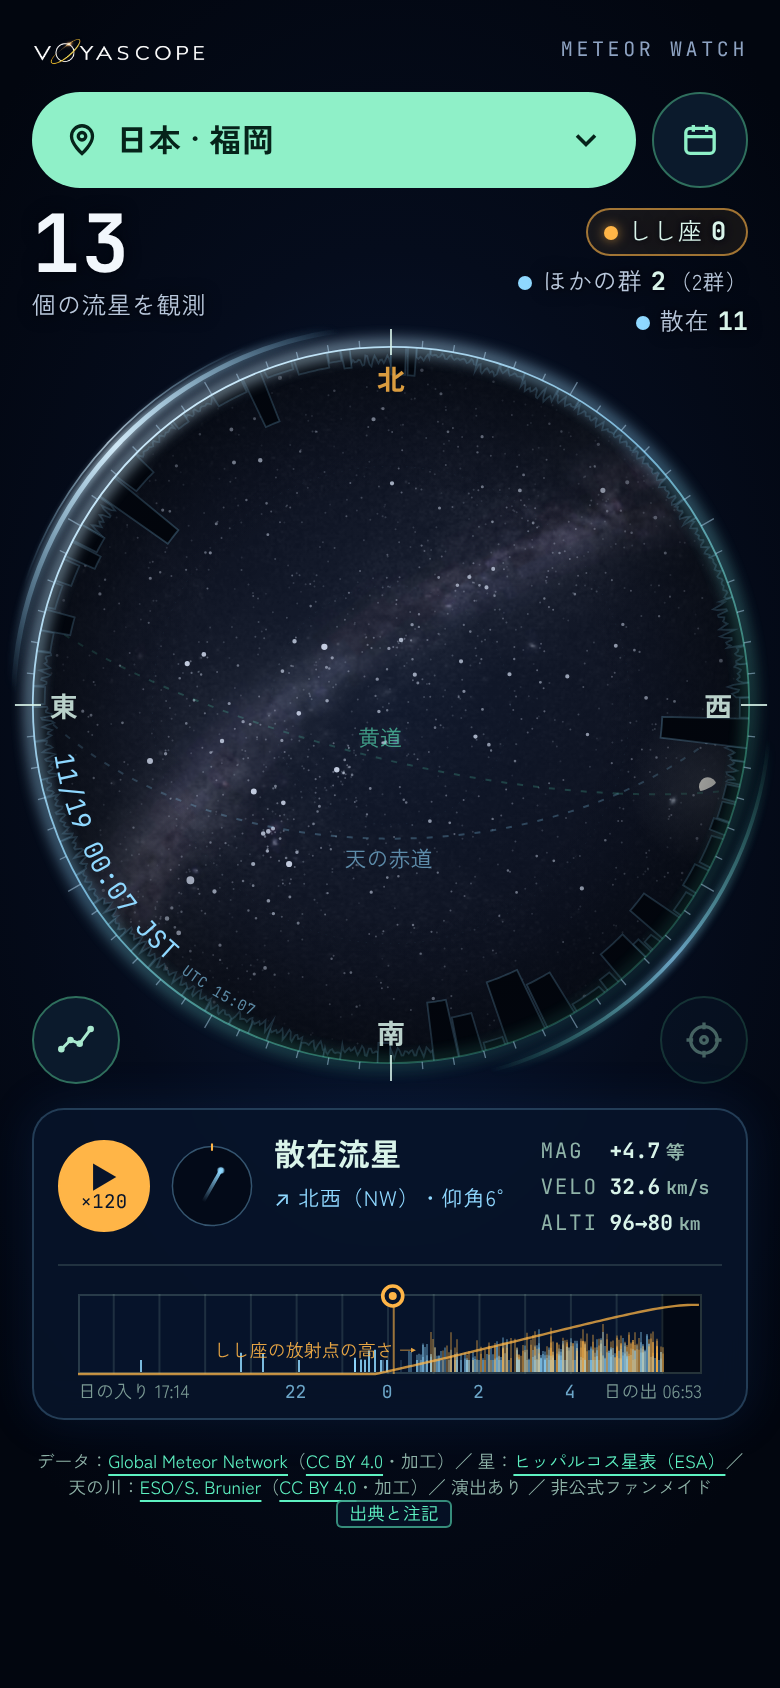 VOYASCOPE
METEOR WATCH
日本・福岡
13
個の流星を観測
しし座 0
ほかの群 2 （2群）
散在 11
北
東
西
黄道
天の赤道
11/19 00:07 JST
UTC 15:07
南
×120
散在流星
↗ 北西（NW）・仰角6°
MAG +4.7 等
VELO 32.6 km/s
ALTI 96→80 km
しし座の放射点の高さ →
日の入り 17:14 22 0 2 4 日の出 06:53
データ：Global Meteor Network（CC BY 4.0・加工）／ 星：ヒッパルコス星表（ESA）／
天の川：ESO/S. Brunier（CC BY 4.0・加工）／ 演出あり ／ 非公式ファンメイド
出典と注記